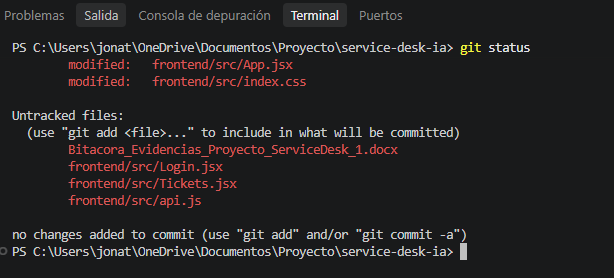 Problemas Salida Consola de depuración Terminal Puertos
PS C:\Users\jonat\OneDrive\Documentos\Proyecto\service-desk-ia> git status
modified: frontend/src/App.jsx
modified: frontend/src/index.css
Untracked files:
(use "git add <file>..." to include in what will be committed)
Bitacora_Evidencias_Proyecto_ServiceDesk_1.docx
frontend/src/Login.jsx
frontend/src/Tickets.jsx
frontend/src/api.js
no changes added to commit (use "git add" and/or "git commit -a")
PS C:\Users\jonat\OneDrive\Documentos\Proyecto\service-desk-ia>